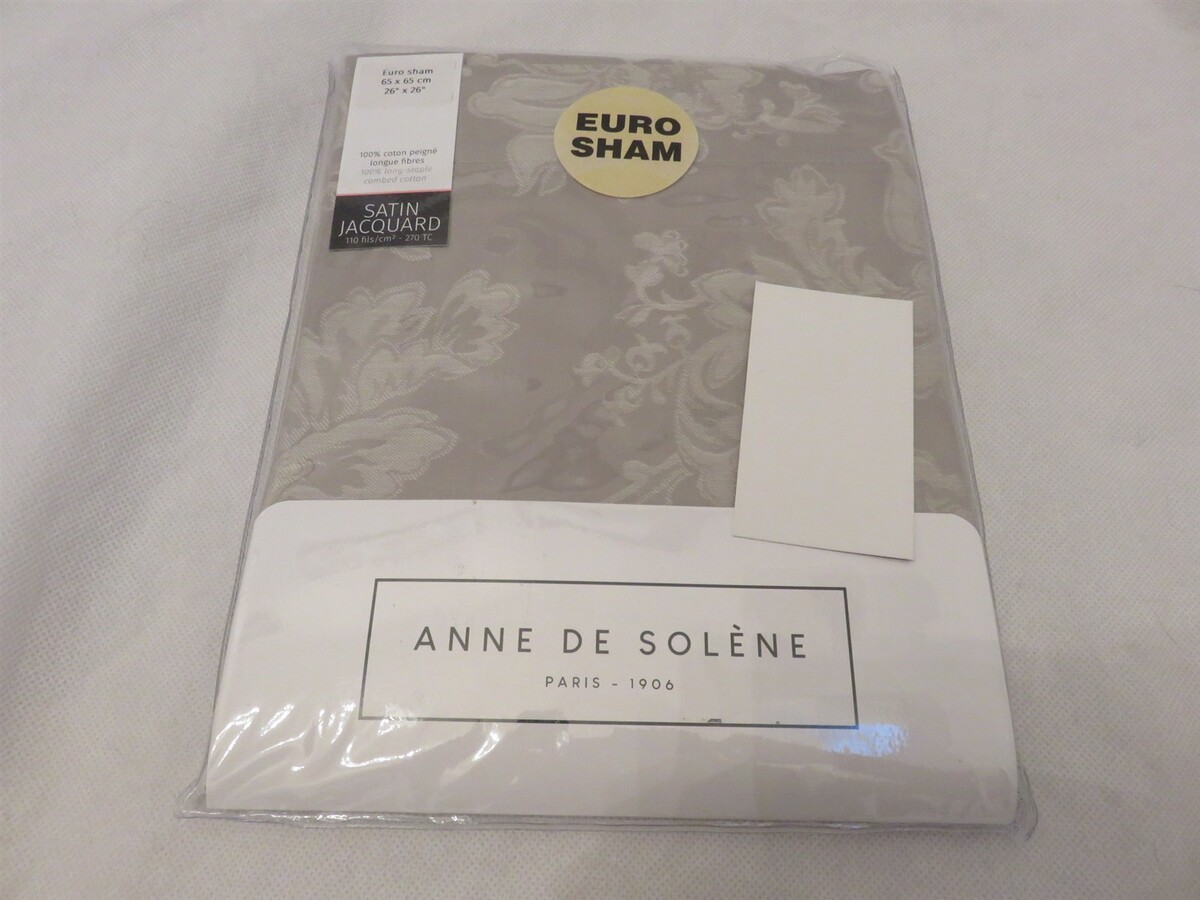 Euro sham
65 x 65 cm
26" x 26"
100% coton peigné
longue fibres
100% long-staple
combed cotton
SATIN
JACQUARD
110 fils/cm² - 270 TC
EURO
SHAM
ANNE DE SOLÈNE
PARIS - 1906